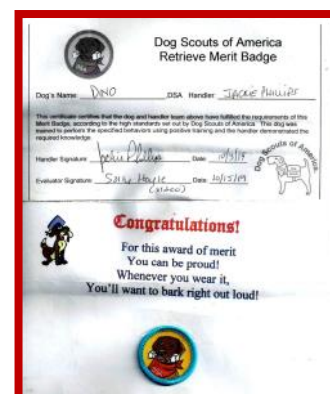 Dog Scouts of America
Retrieve Merit Badge
Dog's Name DINO DSA Handler JACKIE PHILLIPS
This certificate certifies that the dog and handler team above have fulfilled the requirements of this
Merit Badge, according to the high standards set out by Dog Scouts of America. This dog was
trained to perform the specified behaviors using positive training and the handler demonstrated the
required knowledge.
Handler Signature Jackie Phillips Date
Evaluator Signature Date 10/15/19
(video)
Dog Scouts of America
Congratulations!
For this award of merit
You can be proud!
Whenever you wear it,
You'll want to bark right out loud!